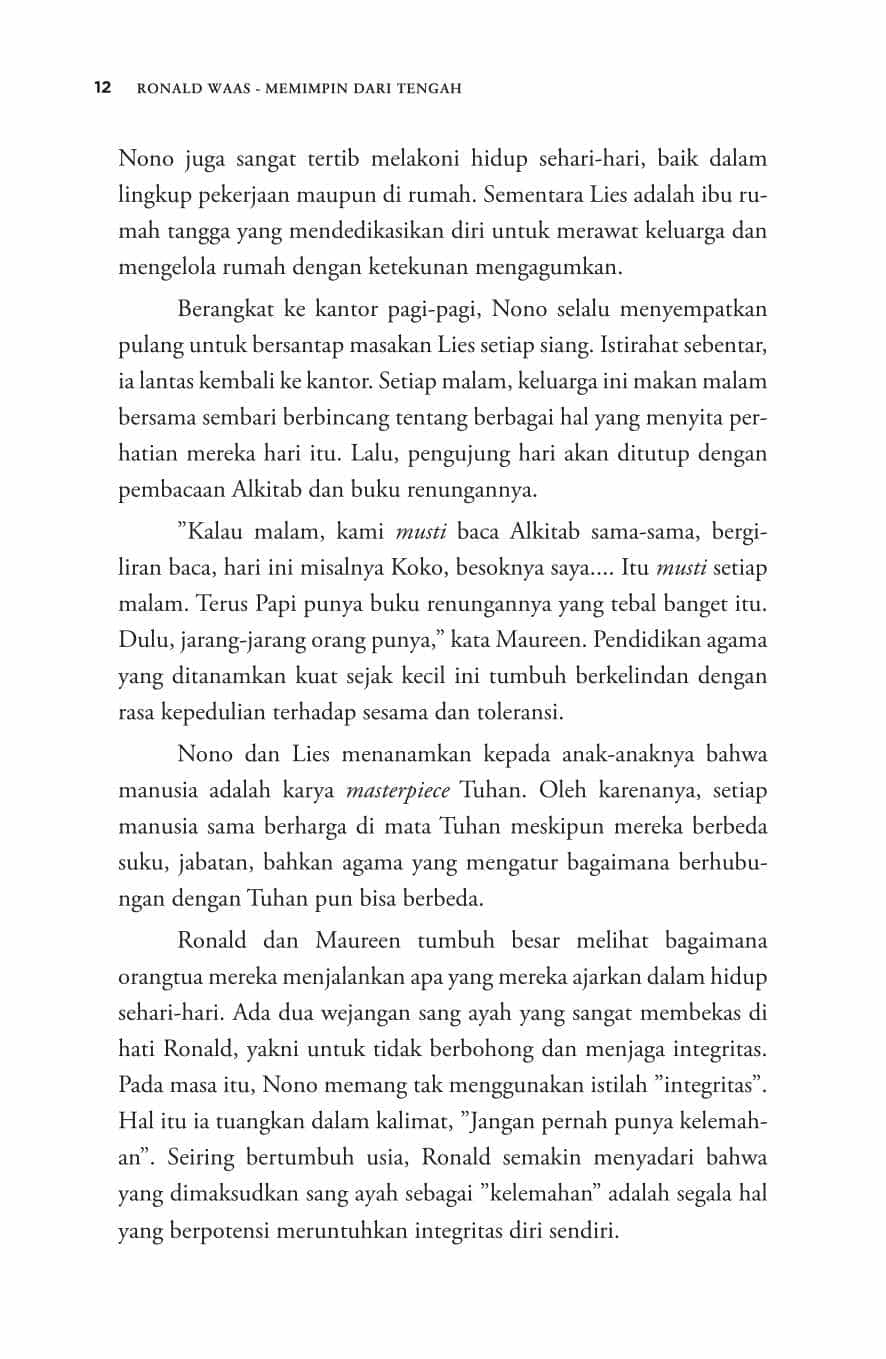 12 RONALD WAAS - MEMIMPIN DARI TENGAH
Nono juga sangat tertib melakoni hidup sehari-hari, baik dalam
lingkup pekerjaan maupun di rumah. Sementara Lies adalah ibu ru-
mah tangga yang mendedikasikan diri untuk merawat keluarga dan
mengelola rumah dengan ketekunan mengagumkan.
Berangkat ke kantor pagi-pagi, Nono selalu menyempatkan
pulang untuk bersantap masakan Lies setiap siang. Istirahat sebentar,
ia lantas kembali ke kantor. Setiap malam, keluarga ini makan malam
bersama sembari berbincang tentang berbagai hal yang menyita per-
hatian mereka hari itu. Lalu, pengujung hari akan ditutup dengan
pembacaan Alkitab dan buku renungannya.
”Kalau malam, kami musti baca Alkitab sama-sama, bergi-
liran baca, hari ini misalnya Koko, besoknya saya.... Itu musti setiap
malam. Terus Papi punya buku renungannya yang tebal banget itu.
Dulu, jarang-jarang orang punya,” kata Maureen. Pendidikan agama
yang ditanamkan kuat sejak kecil ini tumbuh berkelindan dengan
rasa kepedulian terhadap sesama dan toleransi.
Nono dan Lies menanamkan kepada anak-anaknya bahwa
manusia adalah karya masterpiece Tuhan. Oleh karenanya, setiap
manusia sama berharga di mata Tuhan meskipun mereka berbeda
suku, jabatan, bahkan agama yang mengatur bagaimana berhubu-
ngan dengan Tuhan pun bisa berbeda.
Ronald dan Maureen tumbuh besar melihat bagaimana
orangtua mereka menjalankan apa yang mereka ajarkan dalam hidup
sehari-hari. Ada dua wejangan sang ayah yang sangat membekas di
hati Ronald, yakni untuk tidak berbohong dan menjaga integritas.
Pada masa itu, Nono memang tak menggunakan istilah ”integritas”.
Hal itu ia tuangkan dalam kalimat, ”Jangan pernah punya kelemah-
an”. Seiring bertumbuh usia, Ronald semakin menyadari bahwa
yang dimaksudkan sang ayah sebagai ”kelemahan” adalah segala hal
yang berpotensi meruntuhkan integritas diri sendiri.